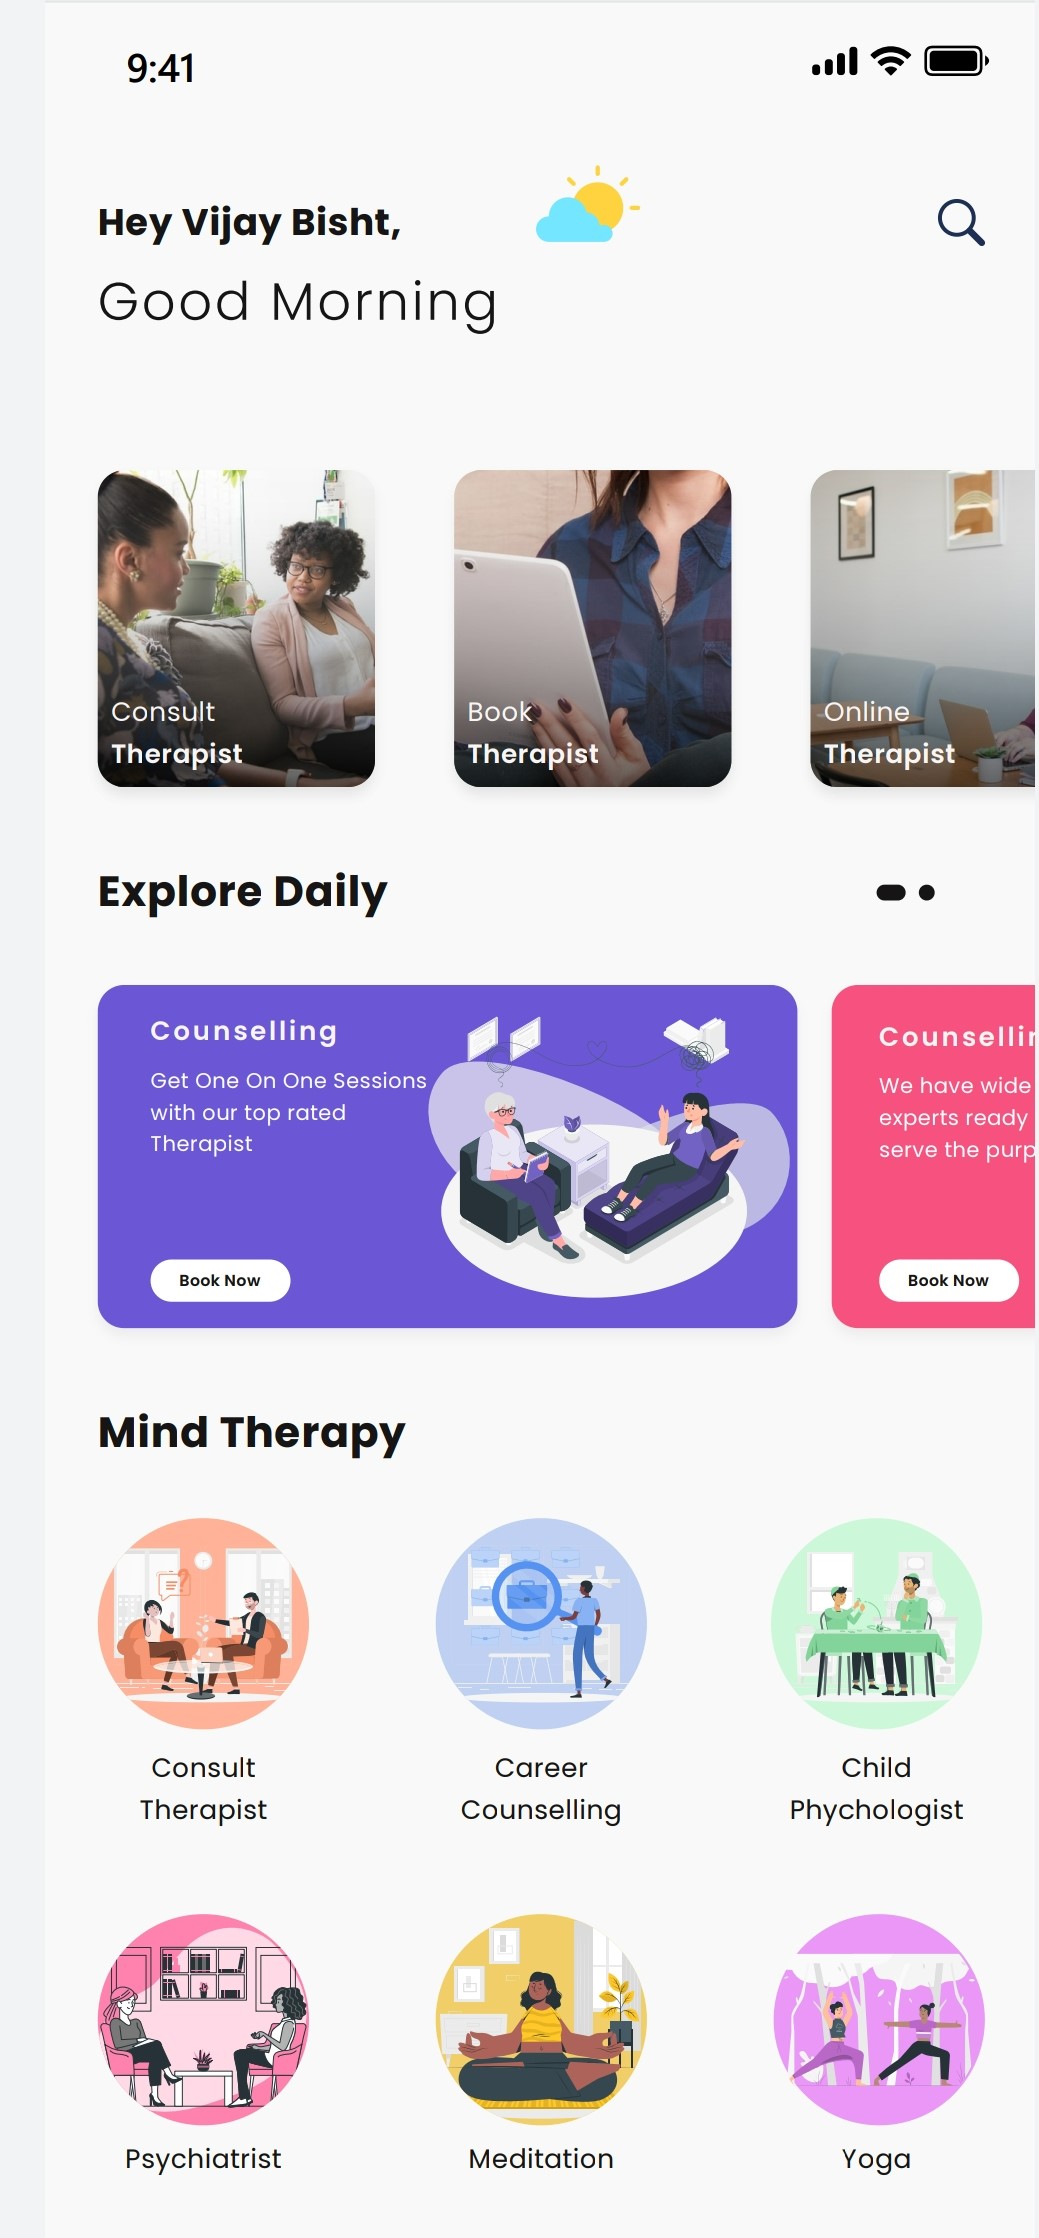 9:41
Hey Vijay Bisht,
Good Morning
Consult
Therapist
Book
Therapist
Online
Therapist
Explore Daily
Counselling
Get One On One Sessions
with our top rated
Therapist
Book Now
We have wide
experts ready
serve the
Book Now
Mind Therapy
Consult
Therapist
Career
Counselling
Child
Phychologist
Psychiatrist
Meditation
Yoga